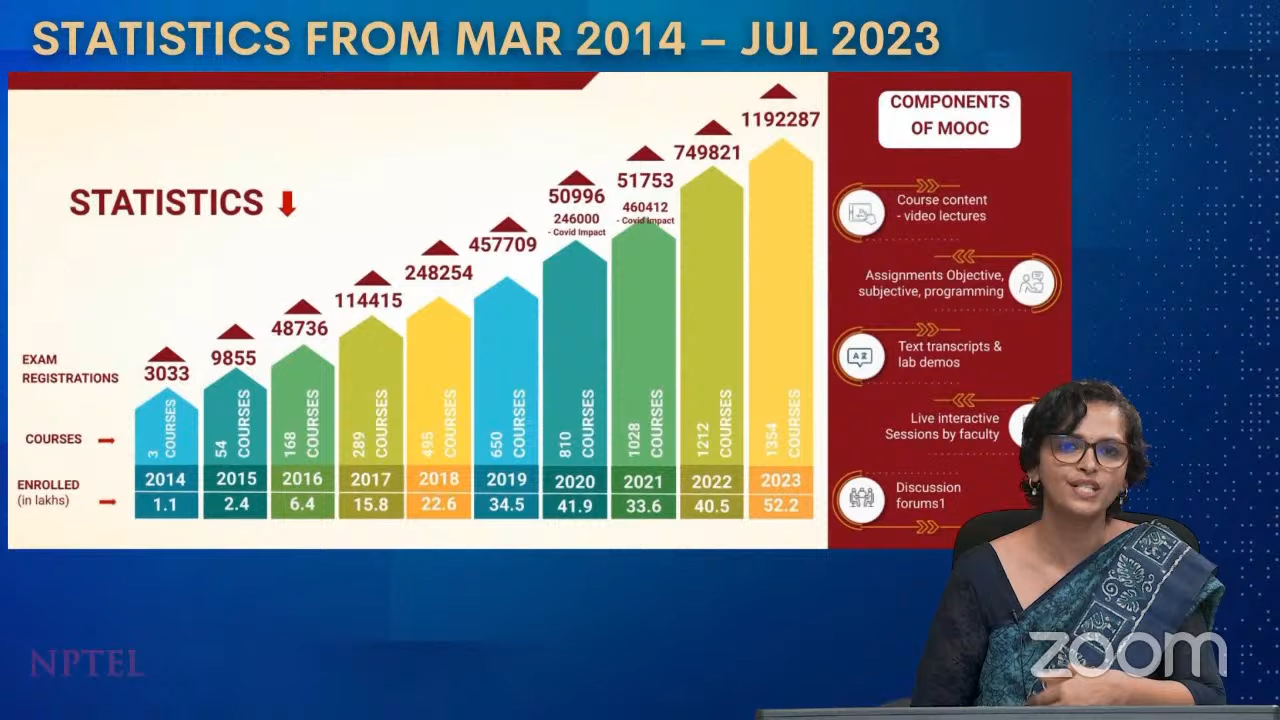 STATISTICS FROM MAR 2014 – JUL 2023
STATISTICS
EXAM
REGISTRATIONS
3033
9855
48736
114415
248254
457709
50996
246000
- Covid Impact
51753
460412
- Covid Impact
749821
1192287
COURSES
3 COURSES
54 COURSES
168 COURSES
289 COURSES
495 COURSES
650 COURSES
810 COURSES
1028 COURSES
1212 COURSES
1354 COURSES
2014 2015 2016 2017 2018 2019 2020 2021 2022 2023
ENROLLED
(in lakhs)
1.1 2.4 6.4 15.8 22.6 34.5 41.9 33.6 40.5 52.2
COMPONENTS
OF MOOC
Course content
- video lectures
Assignments Objective,
subjective, programming
Text transcripts &
lab demos
Live interactive
Sessions by faculty
Discussion
forums1
NPTEL
zoom